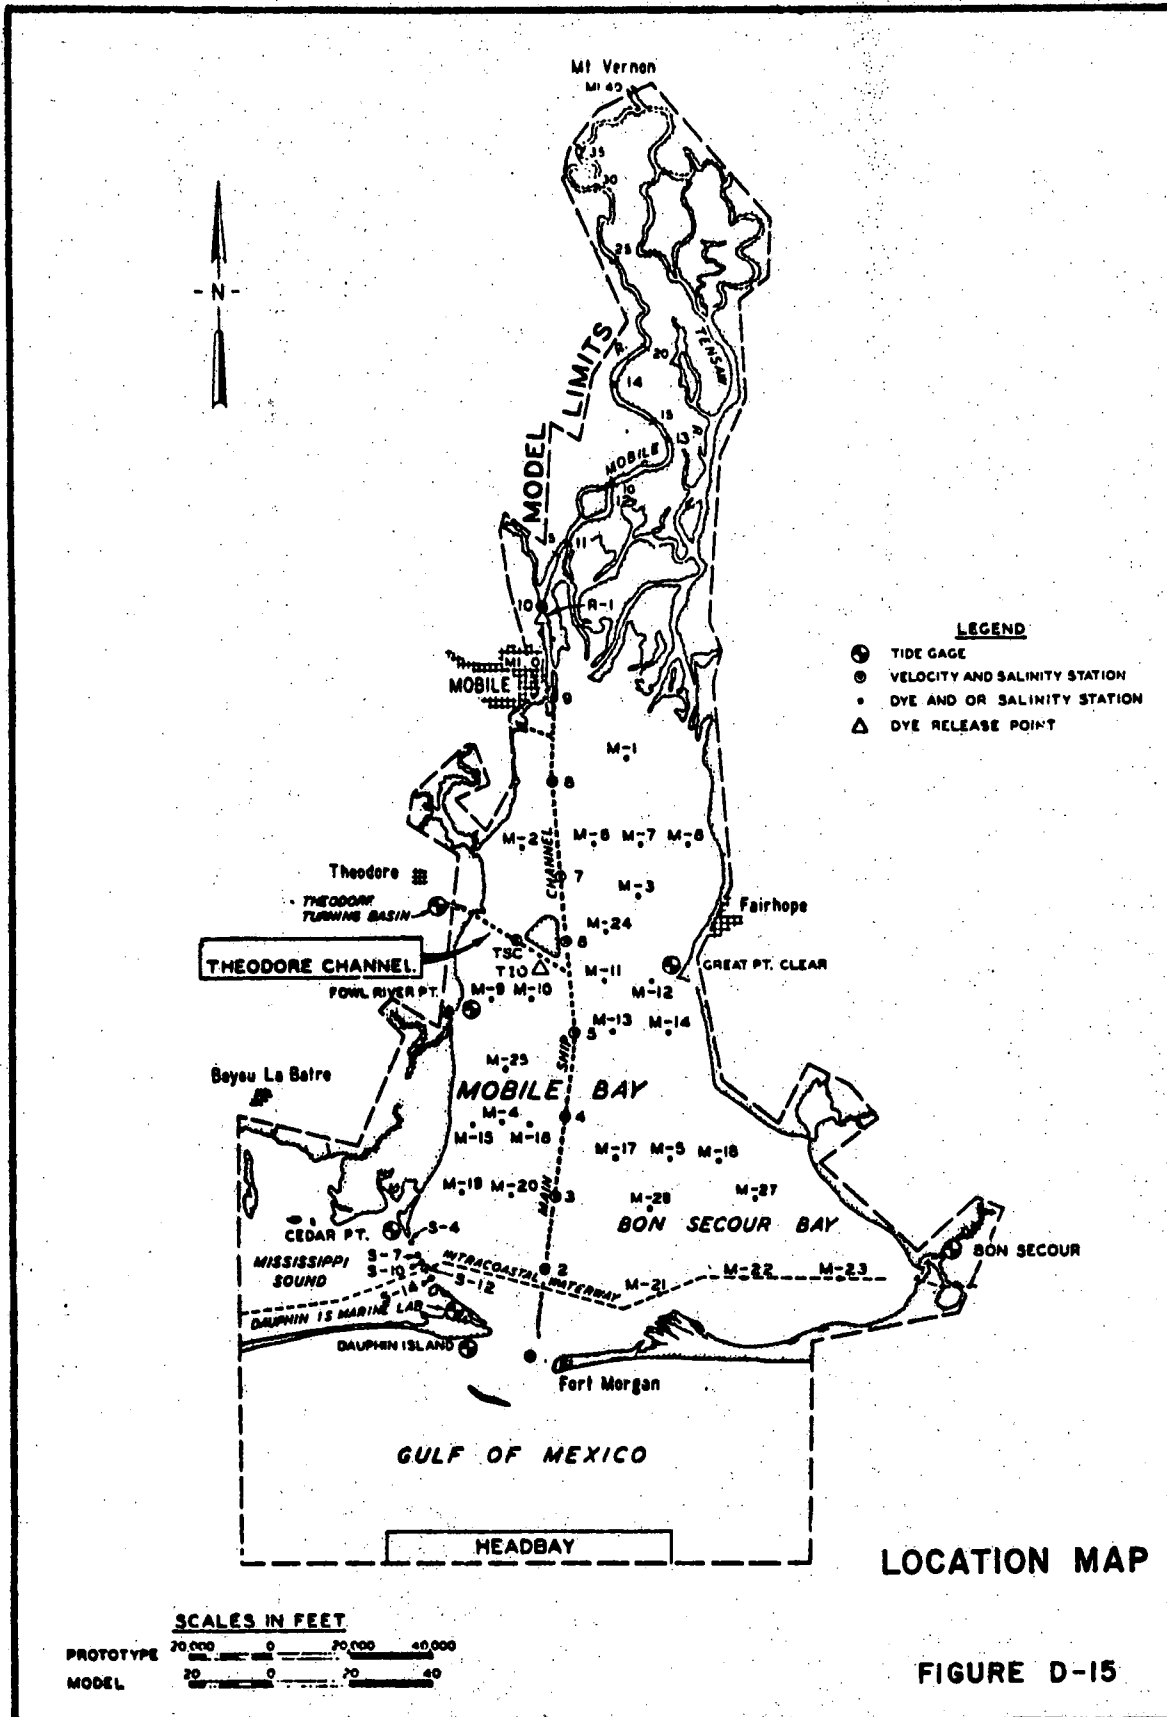 Mt Vernon
MI 40
35
30
25
- N -
MODEL LIMITS
R.
20
TENSAW
14
15
13
R.
MOBILE
10
12
5
11
10
R-1
LEGEND
TIDE GAGE
VELOCITY AND SALINITY STATION
DYE AND OR SALINITY STATION
DYE RELEASE POINT
MI 0
MOBILE
9
M-1
8
M-2
M-6
M-7
M-8
CHANNEL
7
Theodore
M-3
THEODORE
TURNING BASIN
Fairhope
M-24
6
TSC
THEODORE CHANNEL
T10
GREAT PT. CLEAR
M-11
M-12
FOWL RIVER PT.
M-9
M-10
M-13
M-14
5
SHIP
M-25
Bayou La Batre
MOBILE BAY
M-4
4
M-15
M-16
M-17
M-5
M-18
M-19
M-20
MAIN
3
M-28
M-27
CEDAR PT.
S-4
BON SECOUR BAY
BON SECOUR
MISSISSIPPI
SOUND
S-7
S-10
INTRACOASTAL WATERWAY
S-12
2
M-21
M-22
M-23
DAUPHIN IS MARINE LAB
DAUPHIN ISLAND
Fort Morgan
GULF OF MEXICO
HEADBAY
LOCATION MAP
SCALES IN FEET
PROTOTYPE 20,000 0 20,000 40,000
MODEL 20 0 20 40
FIGURE D-15